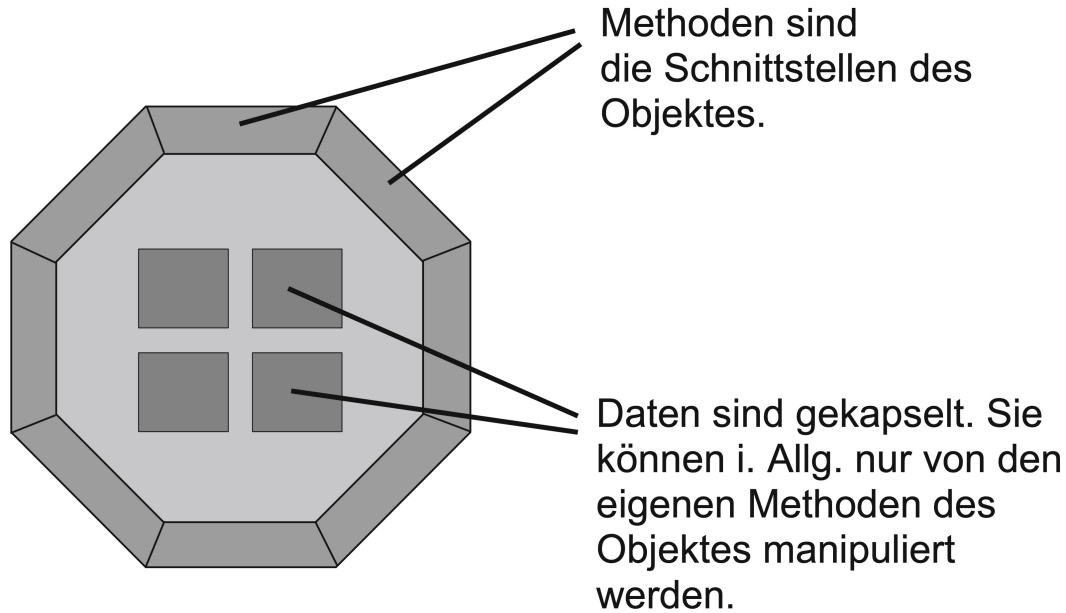 Methoden sind
die Schnittstellen des
Objektes.
Daten sind gekapselt. Sie
können i. Allg. nur von den
eigenen Methoden des
Objektes manipuliert
werden.